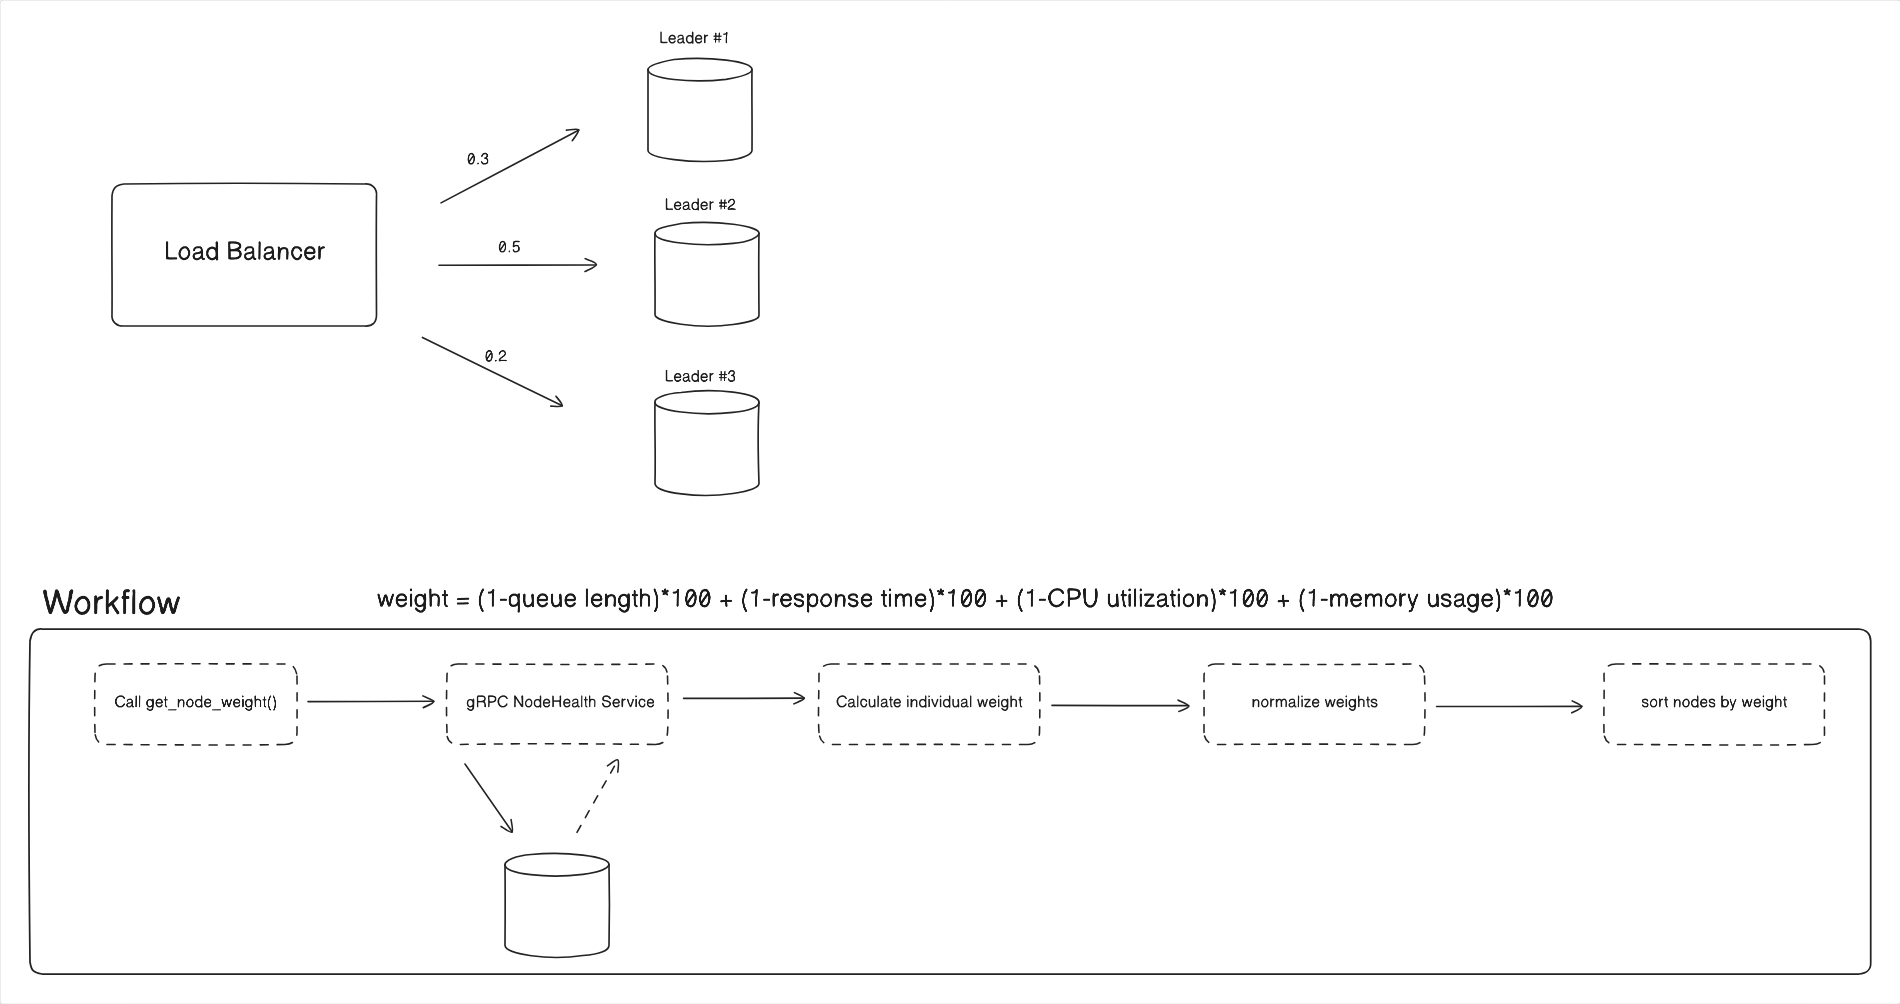 Leader #1
0.3
Leader #2
Load Balancer
0.5
0.2
Leader #3
Workflow
weight = (1-queue length)*100 + (1-response time)*100 + (1-CPU utilization)*100 + (1-memory usage)*100
Call get_node_weight()
gRPC NodeHealth Service
Calculate individual weight
normalize weights
sort nodes by weight